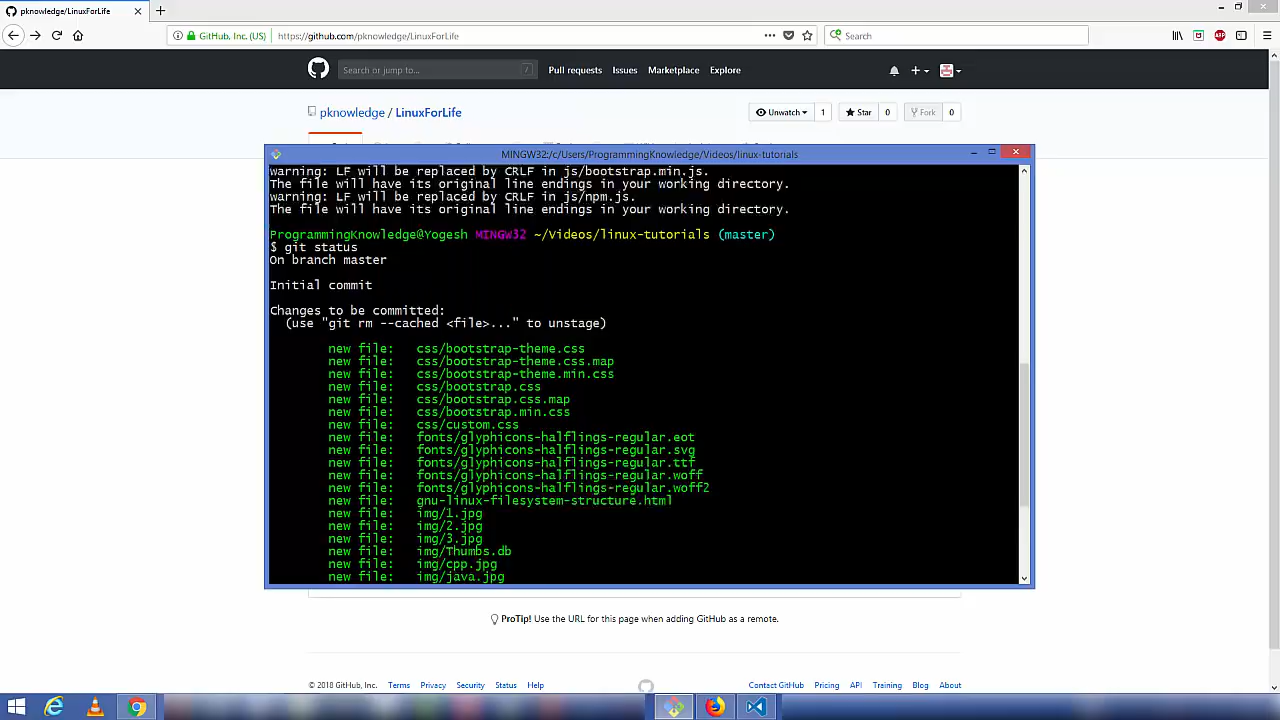 pknowledge/LinuxForLife
GitHub, Inc. (US)
https://github.com/pknowledge/LinuxForLife
Search
Search or jump to...
/
Pull requests
Issues
Marketplace
Explore
pknowledge / LinuxForLife
Unwatch 1
Star 0
Fork 0
MINGW32:/c/Users/ProgrammingKnowledge/Videos/linux-tutorials
warning: LF will be replaced by CRLF in js/bootstrap.min.js.
The file will have its original line endings in your working directory.
warning: LF will be replaced by CRLF in js/npm.js.
The file will have its original line endings in your working directory.
ProgrammingKnowledge@Yogesh MINGW32 ~/Videos/linux-tutorials (master)
$ git status
On branch master
Initial commit
Changes to be committed:
(use "git rm --cached <file>..." to unstage)
new file: css/bootstrap-theme.css
new file: css/bootstrap-theme.css.map
new file: css/bootstrap-theme.min.css
new file: css/bootstrap.css
new file: css/bootstrap.css.map
new file: css/bootstrap.min.css
new file: css/custom.css
new file: fonts/glyphicons-halflings-regular.eot
new file: fonts/glyphicons-halflings-regular.svg
new file: fonts/glyphicons-halflings-regular.ttf
new file: fonts/glyphicons-halflings-regular.woff
new file: fonts/glyphicons-halflings-regular.woff2
new file: gnu-linux-filesystem-structure.html
new file: img/1.jpg
new file: img/2.jpg
new file: img/3.jpg
new file: img/Thumbs.db
new file: img/cpp.jpg
new file: img/java.jpg
ProTip! Use the URL for this page when adding GitHub as a remote.
© 2018 GitHub, Inc.
Terms
Privacy
Security
Status
Help
Contact GitHub
Pricing
API
Training
Blog
About